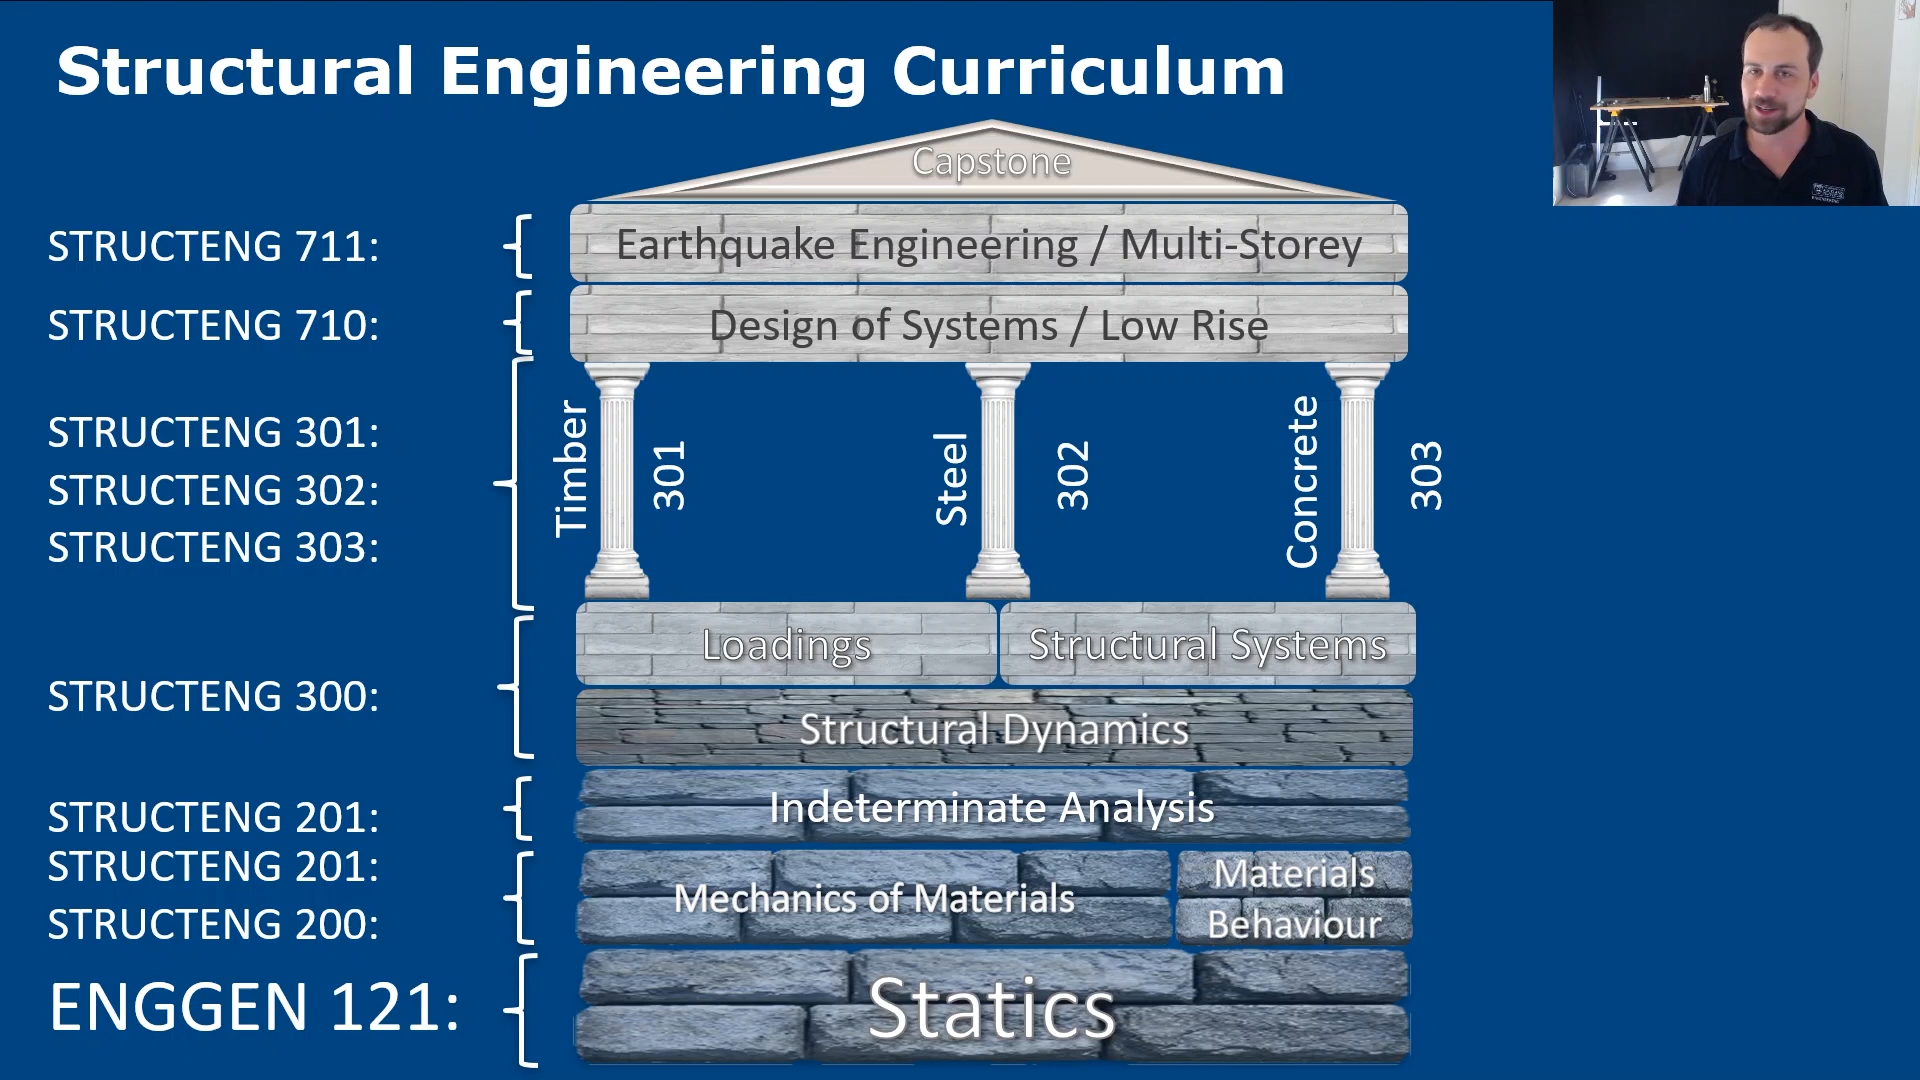 Structural Engineering Curriculum
Capstone
STRUCTENG 711:
Earthquake Engineering / Multi-Storey
STRUCTENG 710:
Design of Systems / Low Rise
STRUCTENG 301:
STRUCTENG 302:
STRUCTENG 303:
Timber
301
Steel
302
Concrete
303
STRUCTENG 300:
Loadings
Structural Systems
Structural Dynamics
STRUCTENG 201:
Indeterminate Analysis
STRUCTENG 201:
STRUCTENG 200:
Mechanics of Materials
Materials
Behaviour
ENGGEN 121:
Statics